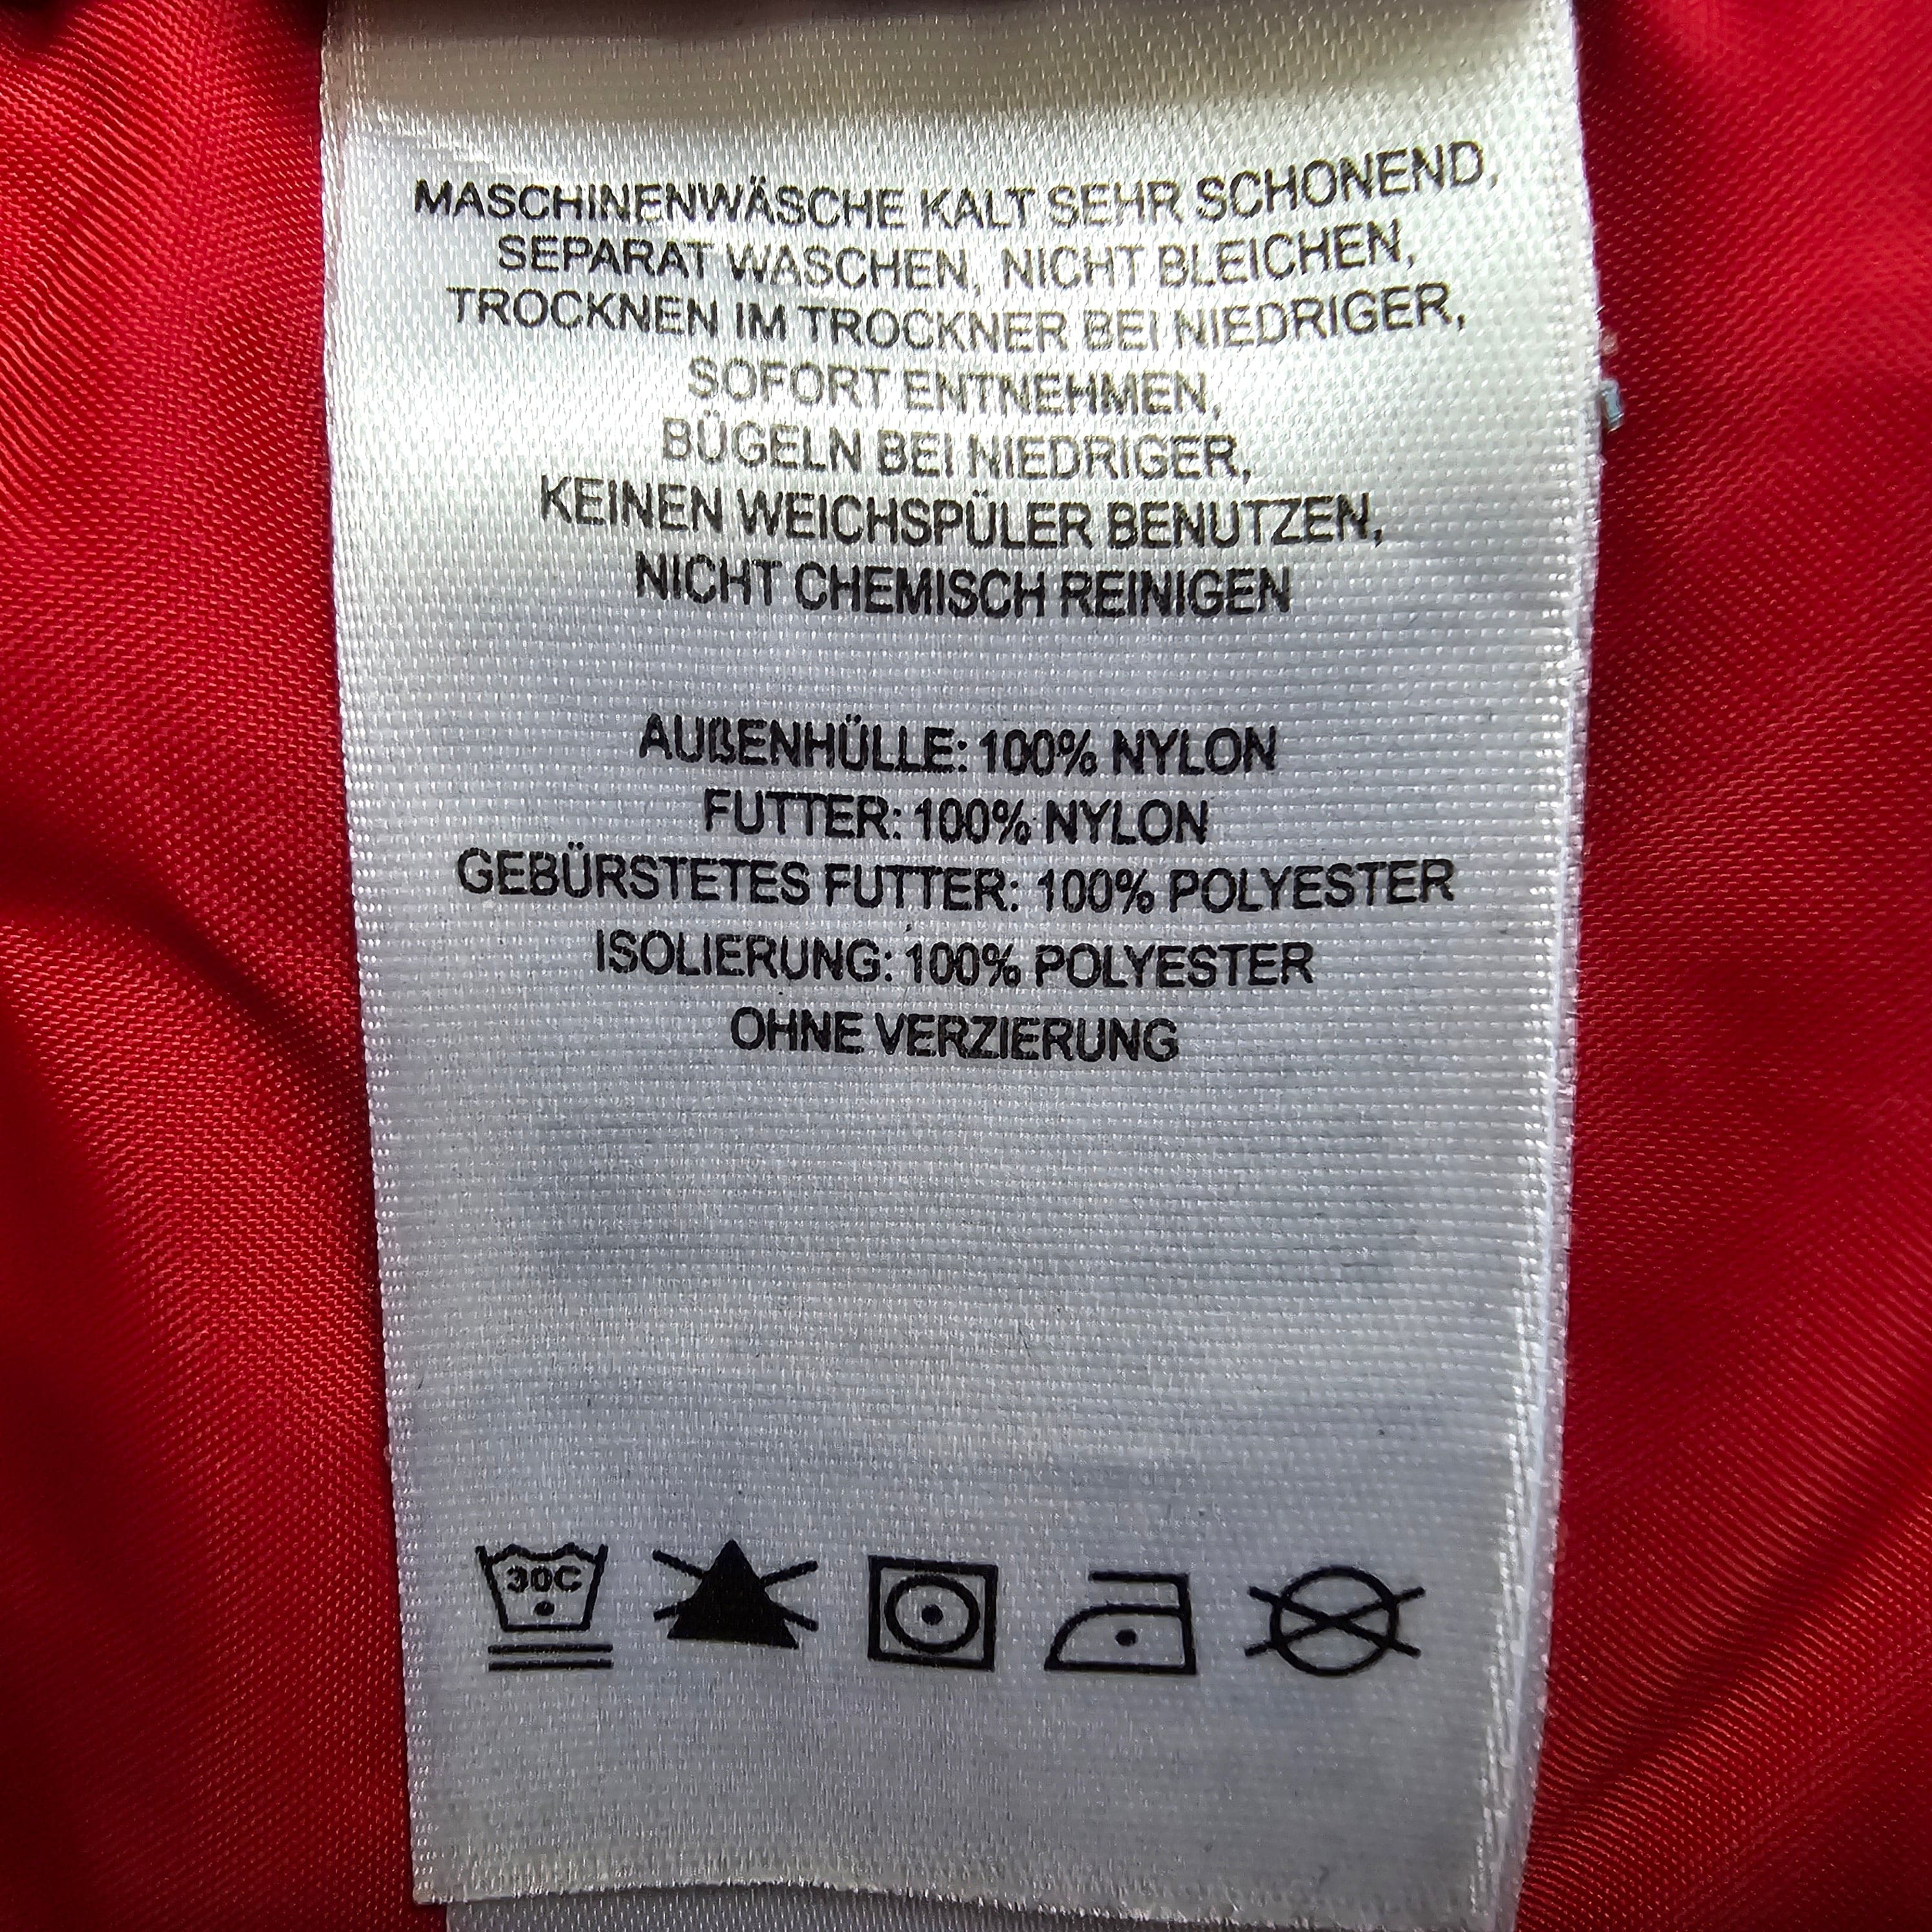 MASCHINENWÄSCHE KALT SEHR SCHONEND,
SEPARAT WASCHEN, NICHT BLEICHEN,
TROCKNEN IM TROCKNER BEI NIEDRIGER,
SOFORT ENTNEHMEN,
BÜGELN BEI NIEDRIGER,
KEINEN WEICHSPÜLER BENUTZEN,
NICHT CHEMISCH REINIGEN
AUßENHÜLLE: 100% NYLON
FUTTER: 100% NYLON
GEBÜRSTETES FUTTER: 100% POLYESTER
ISOLIERUNG: 100% POLYESTER
OHNE VERZIERUNG
30C